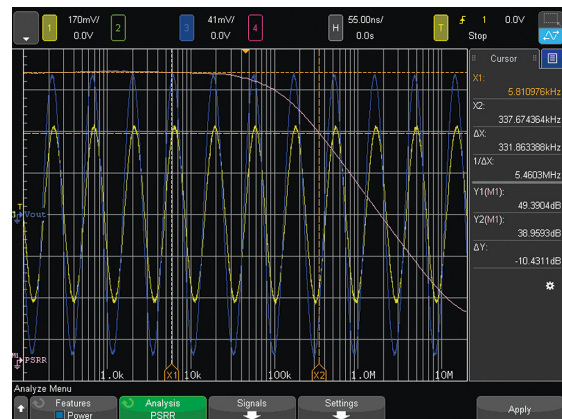 1 170mV/ 0.0V 2 3 41mV/ 0.0V 4 H 55.00ns/ 0.0s T 1 0.0V Stop
Cursor
X1:
5.810976kHz
X2:
337.674364kHz
ΔX:
331.863388kHz
1/ΔX:
5.4603MHz
Y1(M1):
49.3904dB
Y2(M1):
38.9593dB
ΔY:
-10.4311dB
T
Vout
M1 PSRR
1.0k X1 10k 100k X2 1.0M 10M
Analyze Menu
Features Power
Analysis PSRR
Signals
Settings
Apply